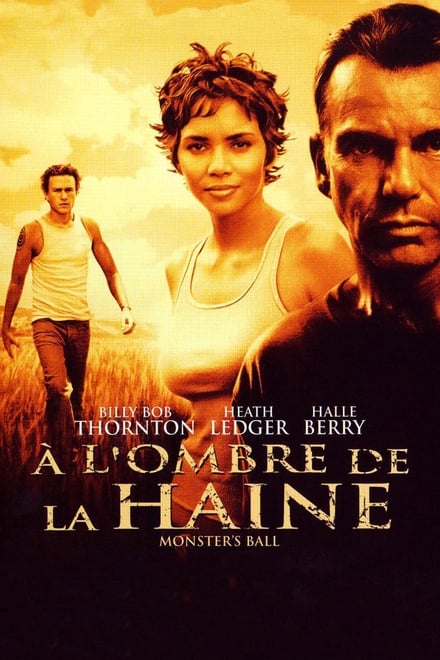 BILLY BOB HEATH HALLE
THORNTON LEDGER BERRY
À L'OMBRE DE
LA HAINE
MONSTER'S BALL